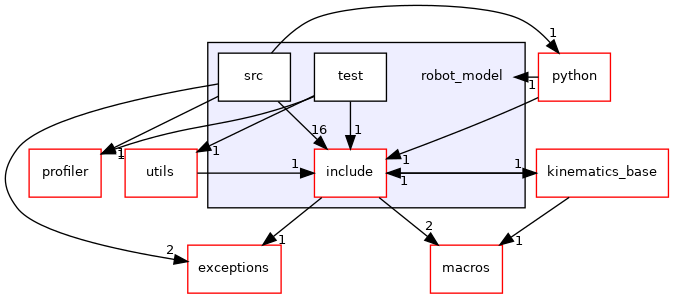 1
src
test
robot_model
python
1
16
1
1
1
profiler
1
1
utils
1
include
1
1
kinematics_base
2
1
2
1
exceptions
macros